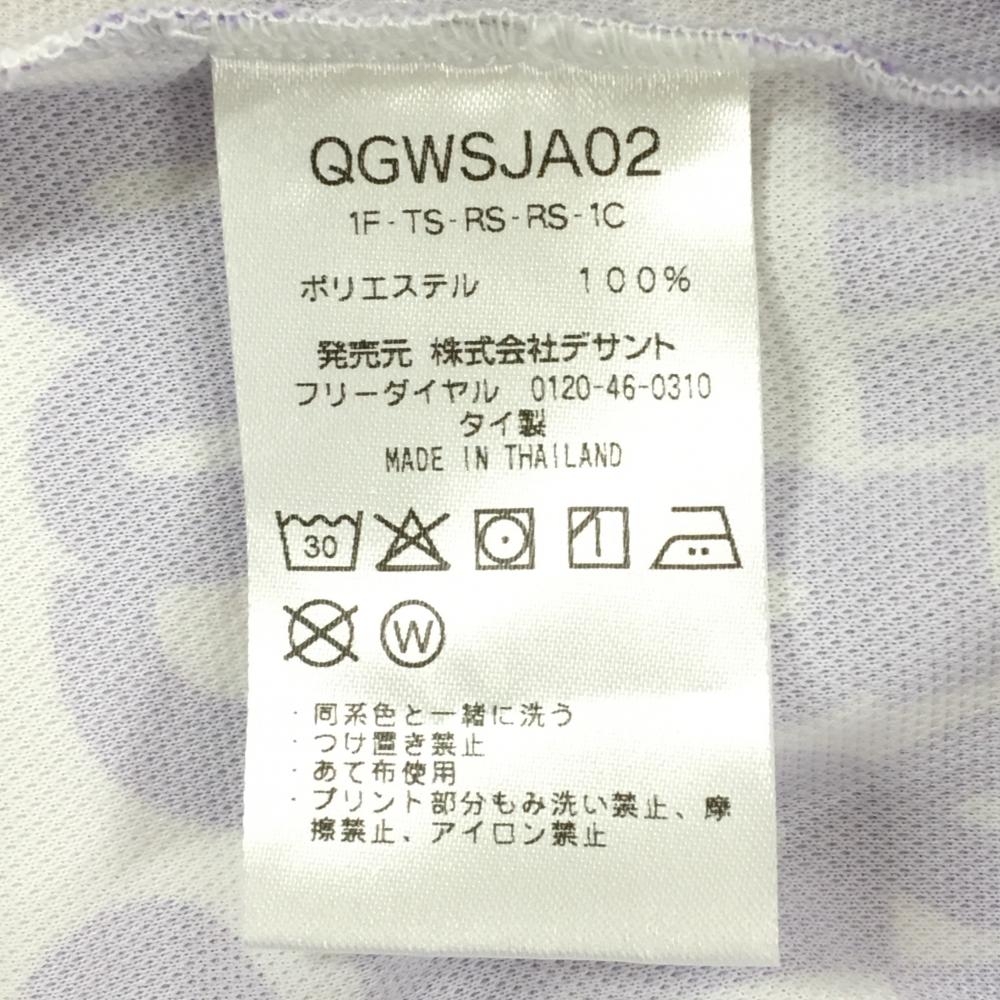 QGWSJA02
1F-TS-RS-RS-1C
ポリエステル 100%
発売元 株式会社デサント
フリーダイヤル 0120-46-0310
タイ製
MADE IN THAILAND
30
W
・同系色と一緒に洗う
・つけ置き禁止
・あて布使用
・プリント部分もみ洗い禁止、摩
擦禁止、アイロン禁止